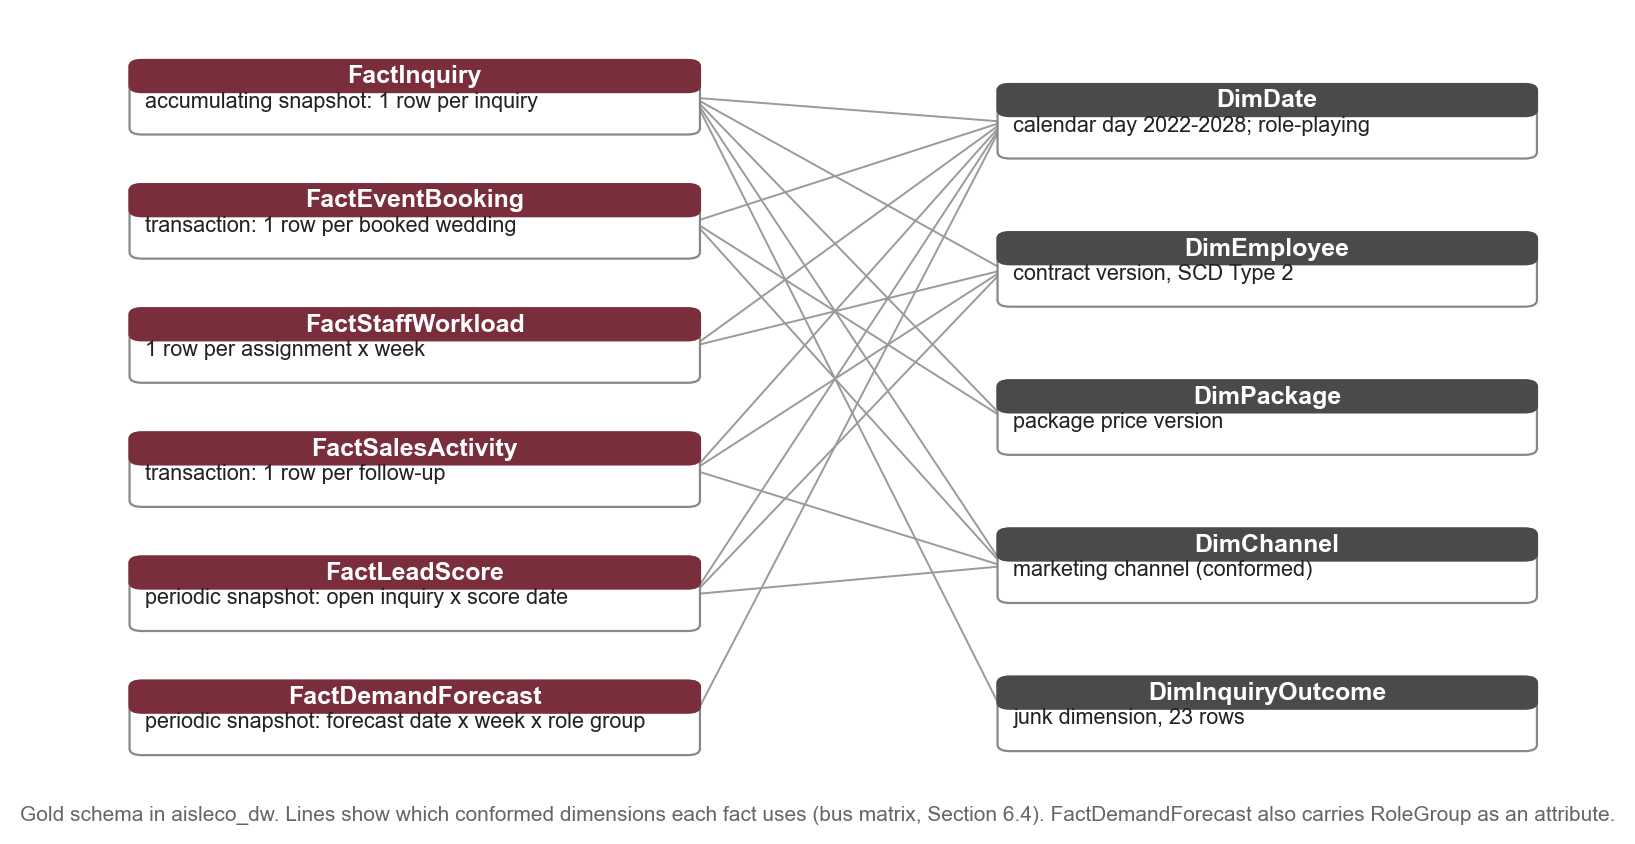 FactInquiry
accumulating snapshot: 1 row per inquiry
FactEventBooking
transaction: 1 row per booked wedding
FactStaffWorkload
1 row per assignment x week
FactSalesActivity
transaction: 1 row per follow-up
FactLeadScore
periodic snapshot: open inquiry x score date
FactDemandForecast
periodic snapshot: forecast date x week x role group
DimDate
calendar day 2022-2028; role-playing
DimEmployee
contract version, SCD Type 2
DimPackage
package price version
DimChannel
marketing channel (conformed)
DimInquiryOutcome
junk dimension, 23 rows
Gold schema in aisleco_dw. Lines show which conformed dimensions each fact uses (bus matrix, Section 6.4). FactDemandForecast also carries RoleGroup as an attribute.